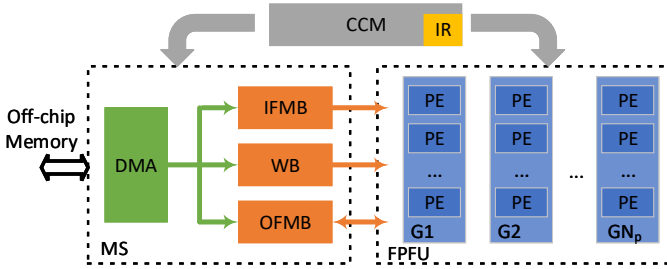 CCM
IR
Off-chip
Memory
DMA
IFMB
WB
OFMB
MS
PE
PE
...
PE
G1
PE
PE
...
PE
G2
...
PE
PE
...
PE
GNp
FPFU